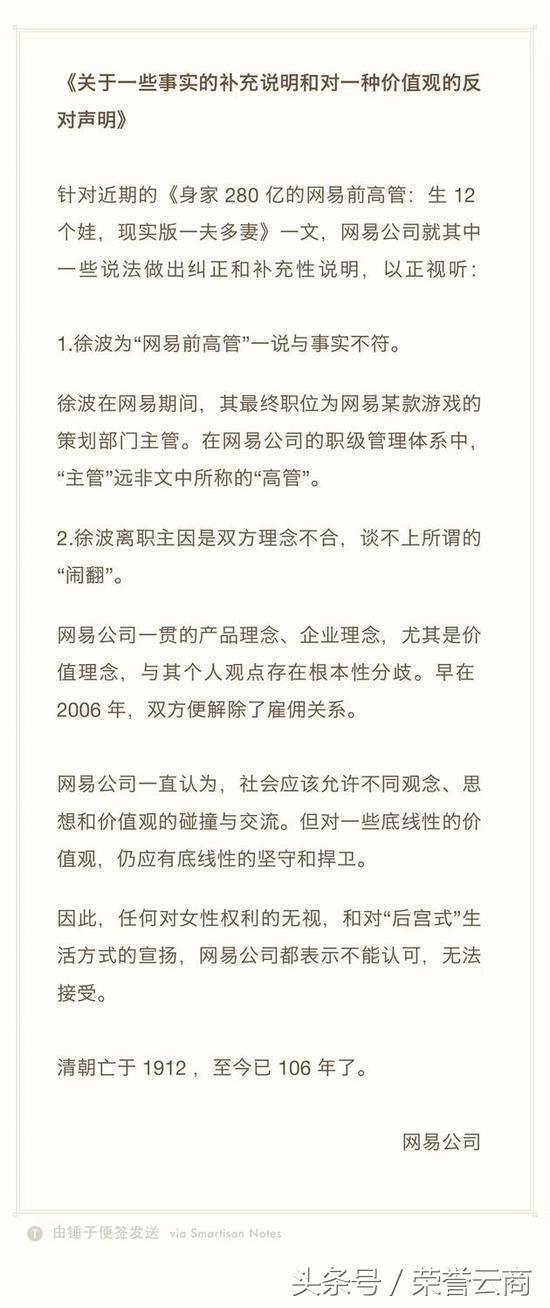 《关于一些事实的补充说明和对一种价值观的反
对声明》
针对近期的《身家 280 亿的网易前高管：生 12
个娃，现实版一夫多妻》一文，网易公司就其中
一些说法做出纠正和补充性说明，以正视听：
1.徐波为“网易前高管”一说与事实不符。
徐波在网易期间，其最终职位为网易某款游戏的
策划部门主管。在网易公司的职级管理体系中，
“主管”远非文中所称的“高管”。
2.徐波离职主因是双方理念不合，谈不上所谓的
“闹翻”。
网易公司一贯的产品理念、企业理念，尤其是价
值理念，与其个人观点存在根本性分歧。早在
2006 年，双方便解除了雇佣关系。
网易公司一直认为，社会应该允许不同观念、思
想和价值观的碰撞与交流。但对一些底线性的价
值观，仍应有底线性的坚守和捍卫。
因此，任何对女性权利的无视，和对“后宫式”生
活方式的宣扬，网易公司都表示不能认可，无法
接受。
清朝亡于 1912 ，至今已 106 年了。
网易公司
T 由锤子便签发送 via Smartisan Notes
头条号 / 荣誉云商